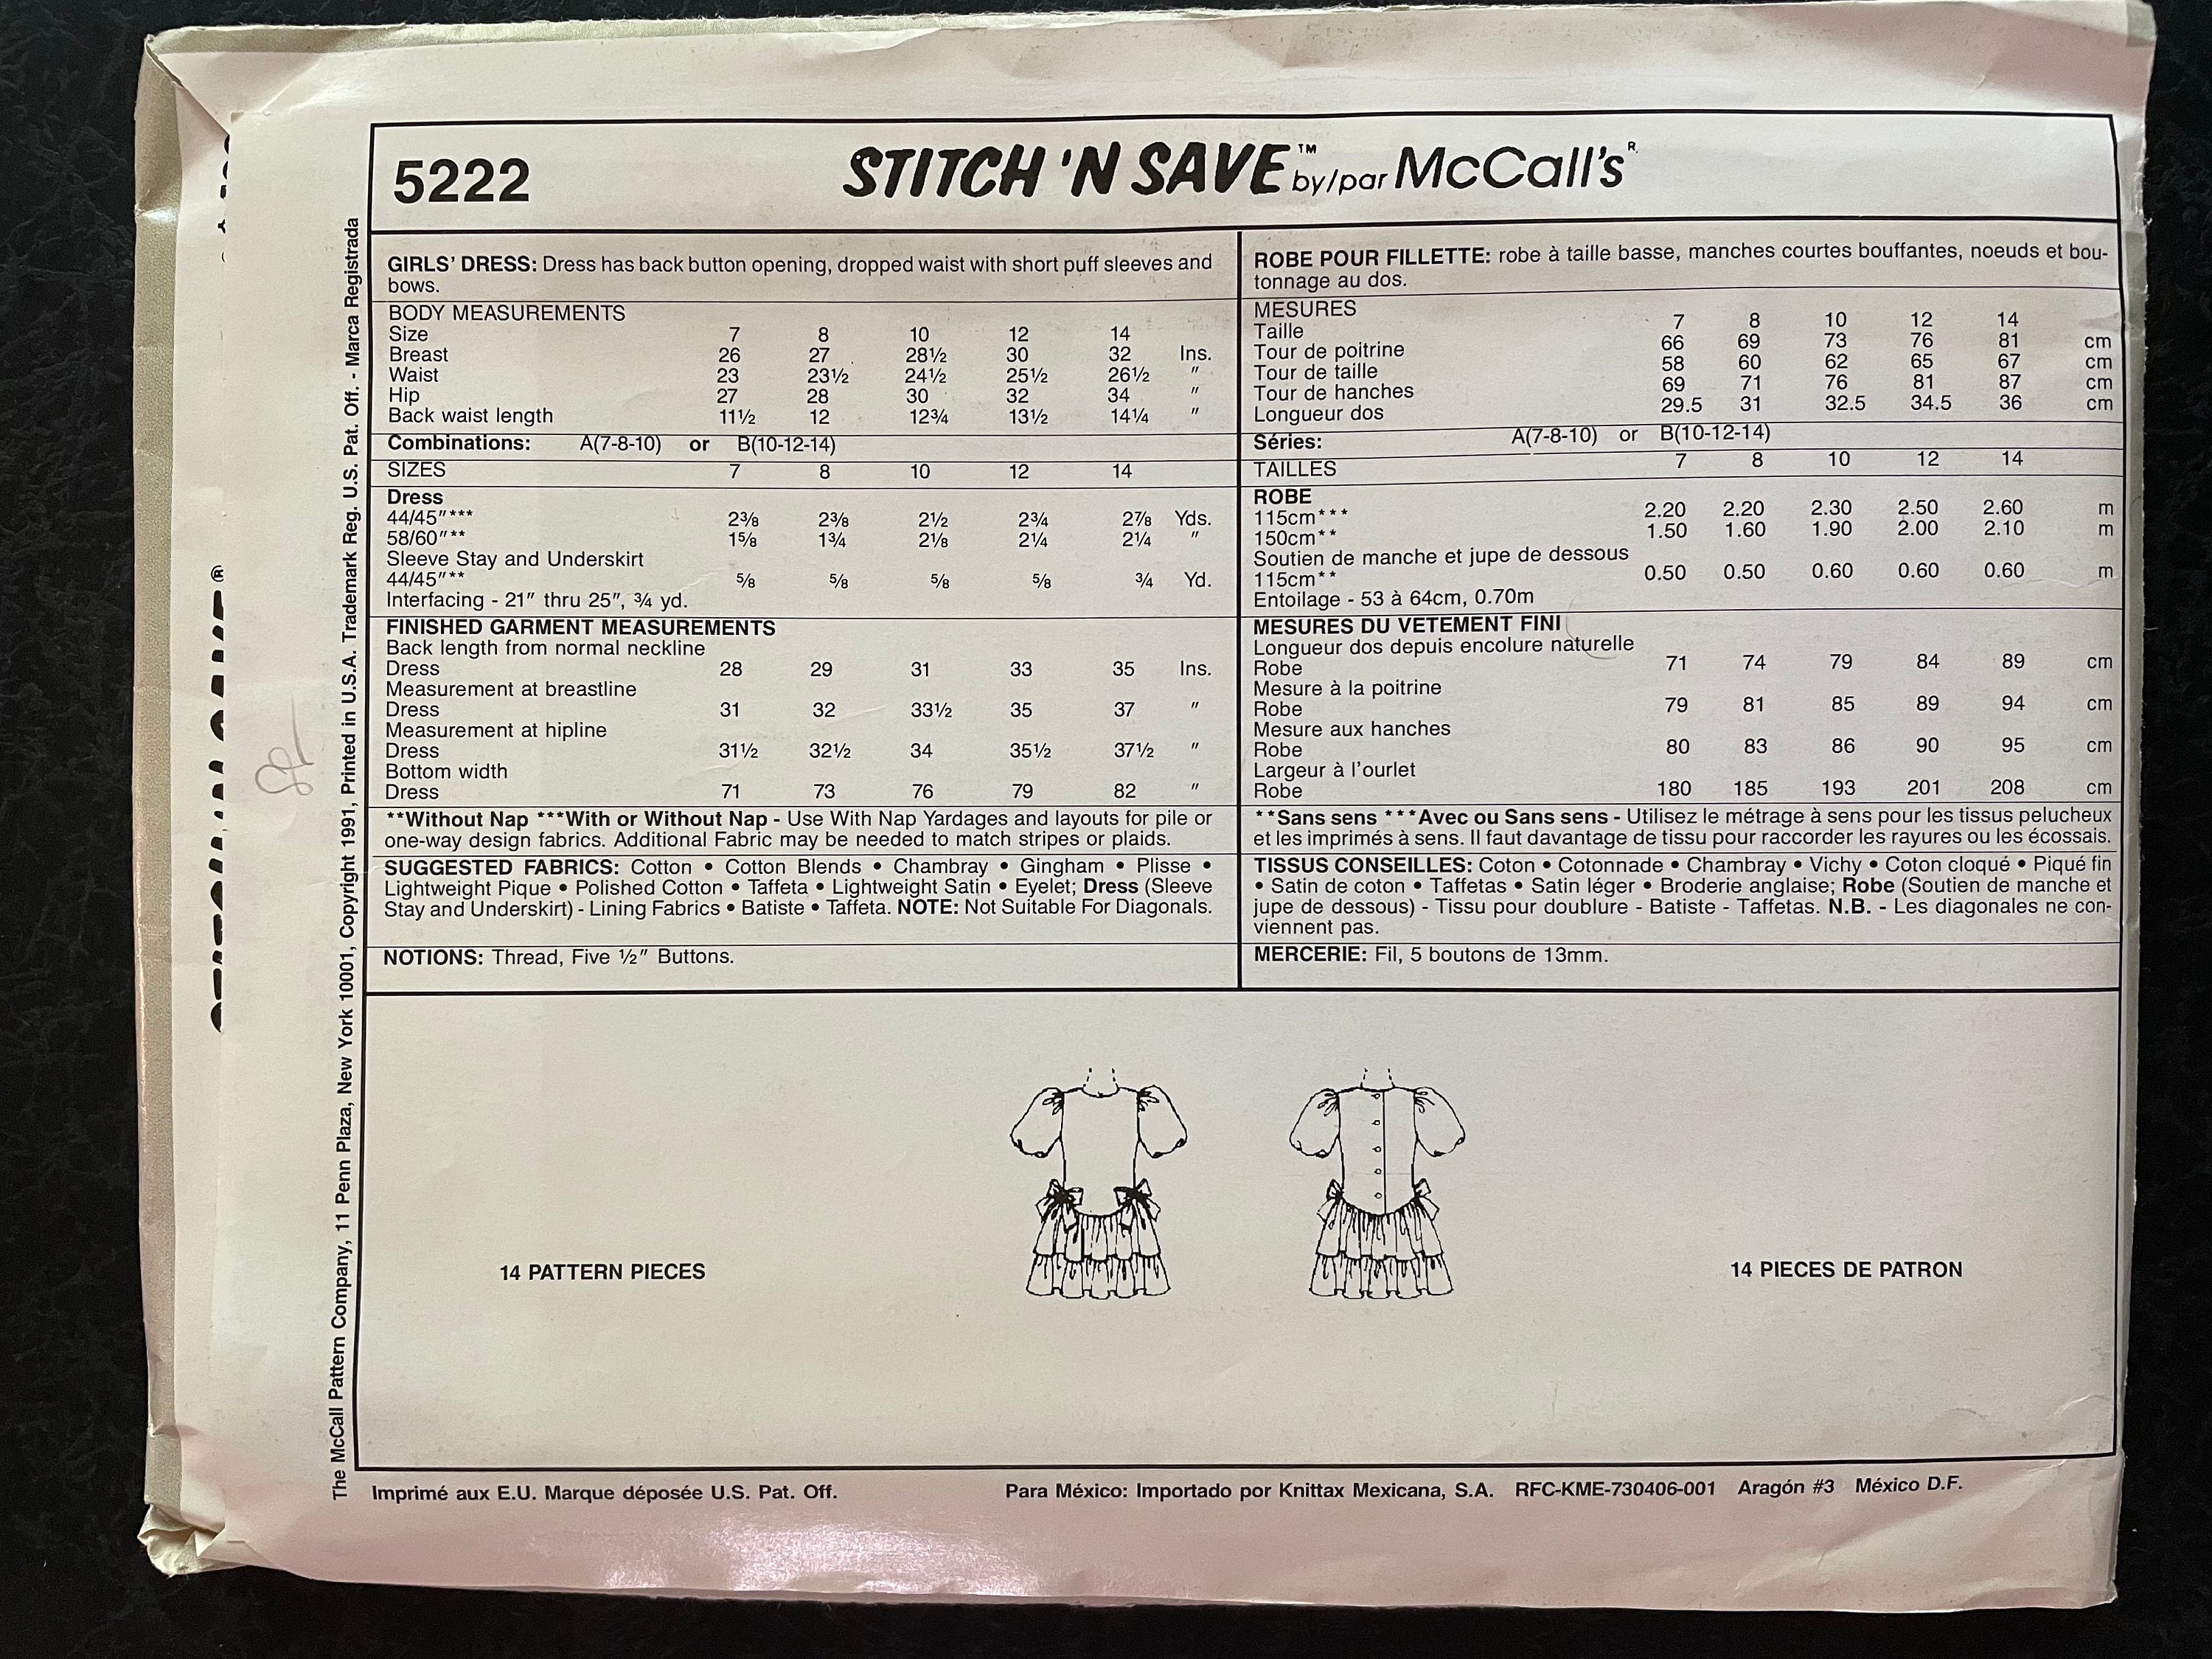 5222
STITCH 'N SAVE™ by/par McCall's®
GIRLS' DRESS: Dress has back button opening, dropped waist with short puff sleeves and
bows.
BODY MEASUREMENTS
Size 7 8 10 12 14
Breast 26 27 28½ 30 32 Ins.
Waist 23 23½ 24½ 25½ 26½ "
Hip 27 28 30 32 34 "
Back waist length 11½ 12 12¾ 13½ 14¼ "
Combinations: A(7-8-10) or B(10-12-14)
SIZES 7 8 10 12 14
Dress
44/45"*** 2⅜ 2⅜ 2½ 2¾ 2⅞ Yds.
58/60"** 1⅝ 1¾ 2⅛ 2¼ 2¼ "
Sleeve Stay and Underskirt
44/45"** ⅝ ⅝ ⅝ ⅝ ¾ Yd.
Interfacing - 21" thru 25", ¾ yd.
FINISHED GARMENT MEASUREMENTS
Back length from normal neckline
Dress 28 29 31 33 35 Ins.
Measurement at breastline
Dress 31 32 33½ 35 37 "
Measurement at hipline
Dress 31½ 32½ 34 35½ 37½ "
Bottom width
Dress 71 73 76 79 82 "
**Without Nap ***With or Without Nap - Use With Nap Yardages and layouts for pile or
one-way design fabrics. Additional Fabric may be needed to match stripes or plaids.
SUGGESTED FABRICS: Cotton • Cotton Blends • Chambray • Gingham • Plisse •
Lightweight Pique • Polished Cotton • Taffeta • Lightweight Satin • Eyelet; Dress (Sleeve
Stay and Underskirt) - Lining Fabrics • Batiste • Taffeta. NOTE: Not Suitable For Diagonals.
NOTIONS: Thread, Five ½" Buttons.
ROBE POUR FILLETTE: robe à taille basse, manches courtes bouffantes, noeuds et bou-
tonnage au dos.
MESURES
Taille 7 8 10 12 14
Tour de poitrine 66 69 73 76 81 cm
Tour de taille 58 60 62 65 67 cm
Tour de hanches 69 71 76 81 87 cm
Longueur dos 29.5 31 32.5 34.5 36 cm
Séries: A(7-8-10) or B(10-12-14)
TAILLES 7 8 10 12 14
ROBE
115cm*** 2.20 2.20 2.30 2.50 2.60 m
150cm** 1.50 1.60 1.90 2.00 2.10 m
Soutien de manche et jupe de dessous
115cm** 0.50 0.50 0.60 0.60 0.60 m
Entoilage - 53 à 64cm, 0.70m
MESURES DU VETEMENT FINI
Longueur dos depuis encolure naturelle
Robe 71 74 79 84 89 cm
Mesure à la poitrine
Robe 79 81 85 89 94 cm
Mesure aux hanches
Robe 80 83 86 90 95 cm
Largeur à l'ourlet
Robe 180 185 193 201 208 cm
**Sans sens ***Avec ou Sans sens - Utilisez le métrage à sens pour les tissus pelucheux
et les imprimés à sens. Il faut davantage de tissu pour raccorder les rayures ou les écossais.
TISSUS CONSEILLES: Coton • Cotonnade • Chambray • Vichy • Coton cloqué • Piqué fin
• Satin de coton • Taffetas • Satin léger • Broderie anglaise; Robe (Soutien de manche et
jupe de dessous) - Tissu pour doublure - Batiste - Taffetas. N.B. - Les diagonales ne con-
viennent pas.
MERCERIE: Fil, 5 boutons de 13mm.
14 PATTERN PIECES
14 PIECES DE PATRON
The McCall Pattern Company, 11 Penn Plaza, New York 10001, Copyright 1991, Printed in U.S.A. Trademark Reg. U.S. Pat. Off. - Marca Registrada
Imprimé aux E.U. Marque déposée U.S. Pat. Off.
Para México: Importado por Knittax Mexicana, S.A. RFC-KME-730406-001 Aragón #3 México D.F.